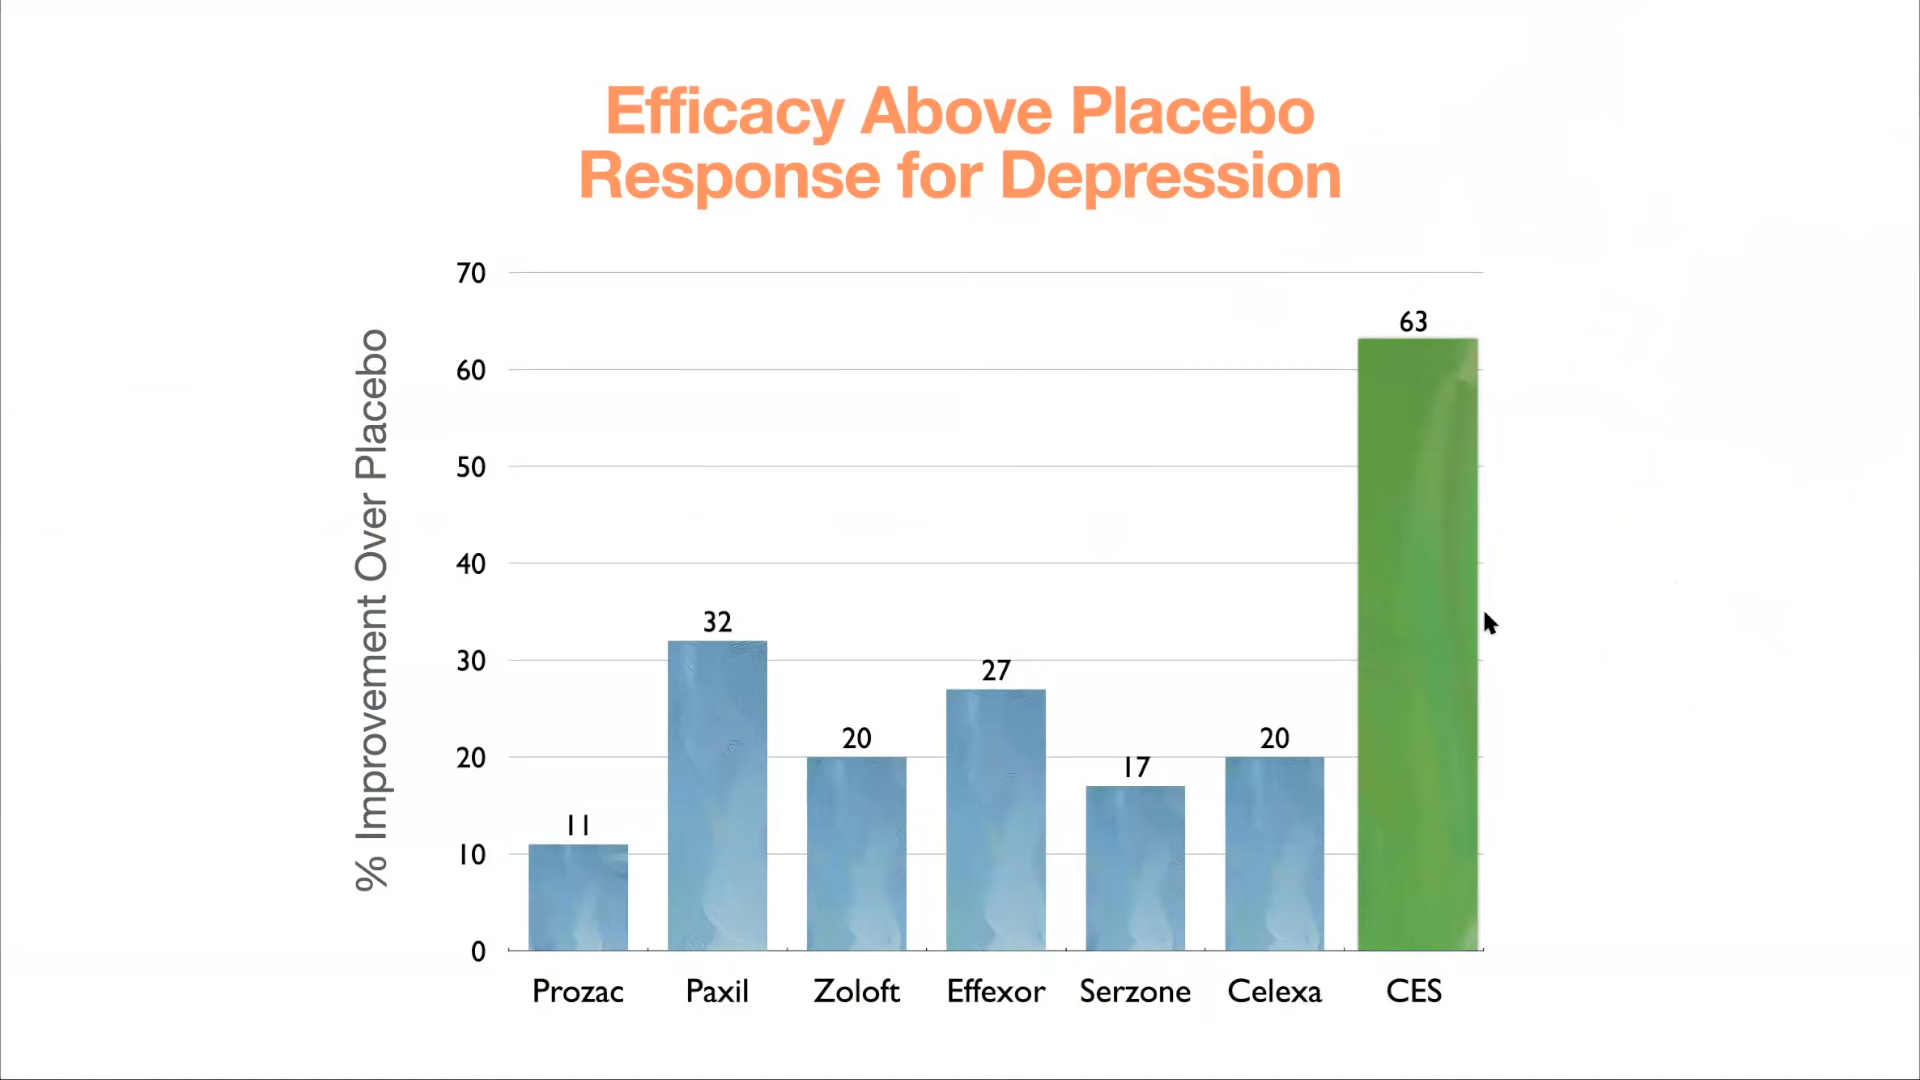 Efficacy Above Placebo
Response for Depression
% Improvement Over Placebo
70
60
50
40
30
20
10
0
11
32
20
27
17
20
63
Prozac
Paxil
Zoloft
Effexor
Serzone
Celexa
CES